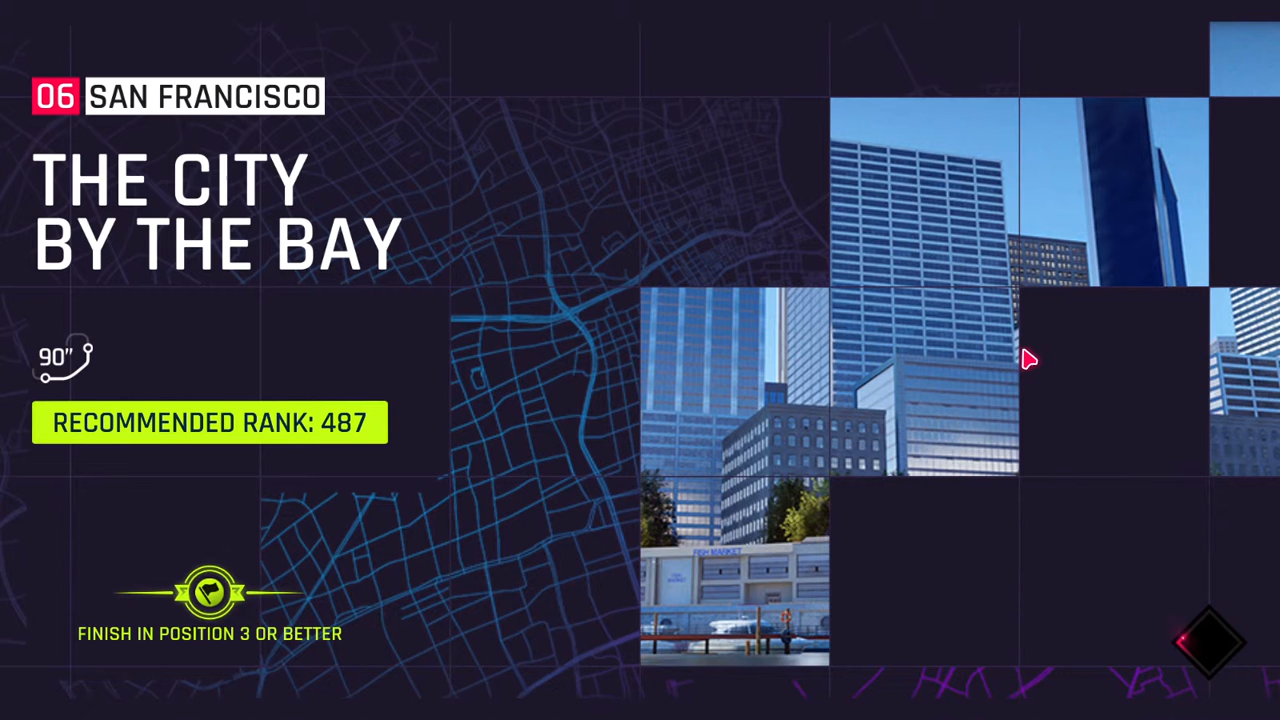 06 SAN FRANCISCO
THE CITY
BY THE BAY
90"
RECOMMENDED RANK: 487
FINISH IN POSITION 3 OR BETTER
FISH MARKET